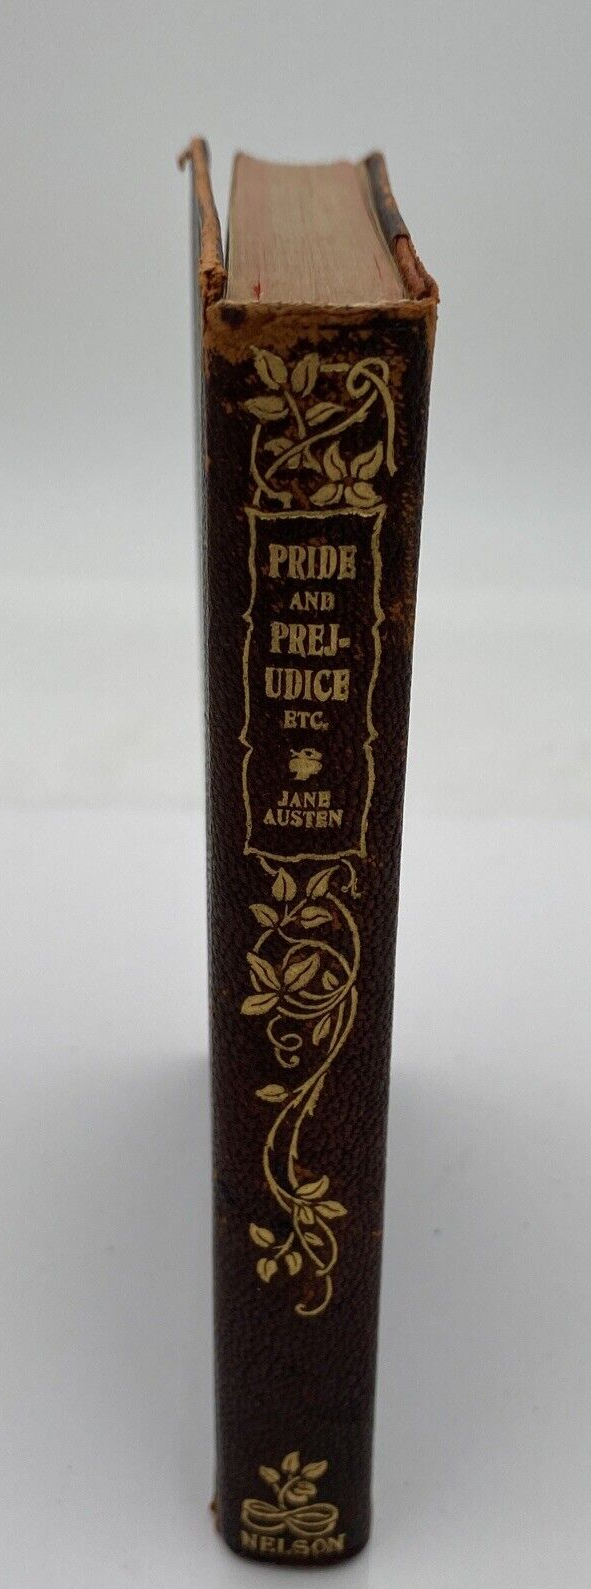 PRIDE
AND
PREJ-
UDICE
ETC.
JANE
AUSTEN
NELSON